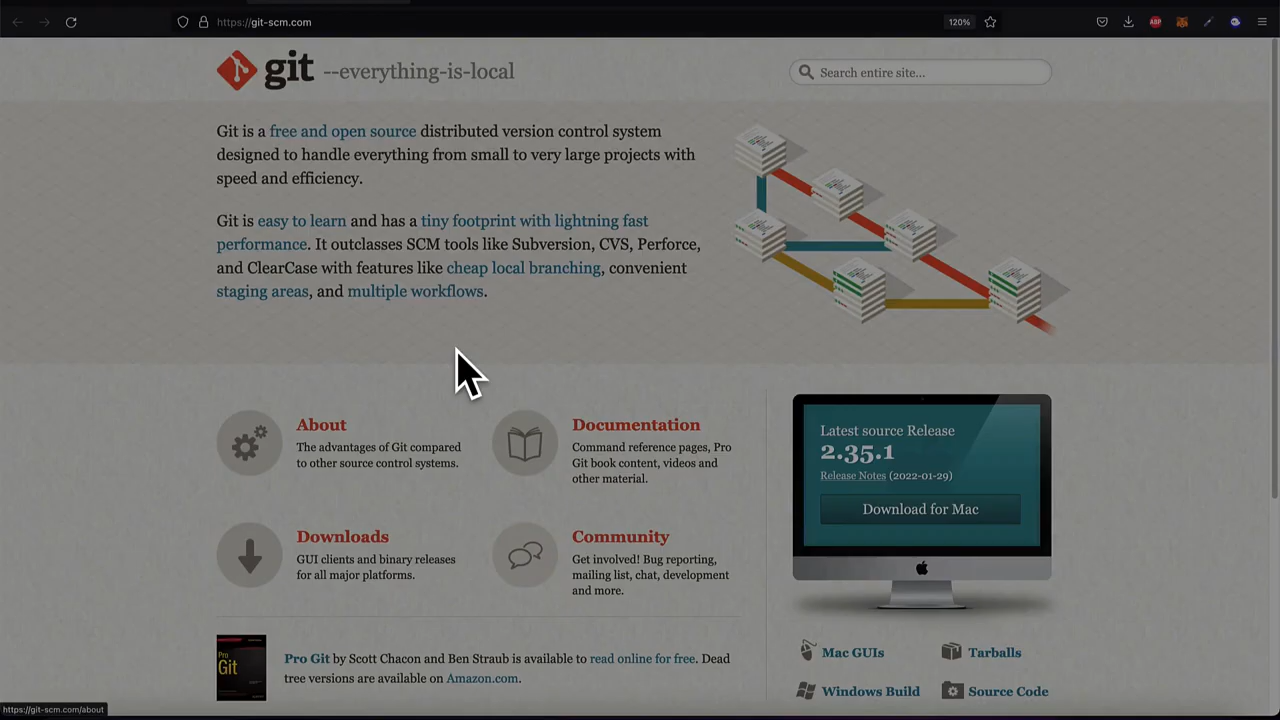 https://git-scm.com
120%
ABP
git --everything-is-local
Search entire site...
Git is a free and open source distributed version control system
designed to handle everything from small to very large projects with
speed and efficiency.
Git is easy to learn and has a tiny footprint with lightning fast
performance. It outclasses SCM tools like Subversion, CVS, Perforce,
and ClearCase with features like cheap local branching, convenient
staging areas, and multiple workflows.
About
The advantages of Git compared
to other source control systems.
Documentation
Command reference pages, Pro
Git book content, videos and
other material.
Downloads
GUI clients and binary releases
for all major platforms.
Community
Get involved! Bug reporting,
mailing list, chat, development
and more.
Latest source Release
2.35.1
Release Notes (2022-01-29)
Download for Mac
Pro
Git
Pro Git by Scott Chacon and Ben Straub is available to read online for free. Dead
tree versions are available on Amazon.com.
Mac GUIs
Tarballs
Windows Build
Source Code
https://git-scm.com/about